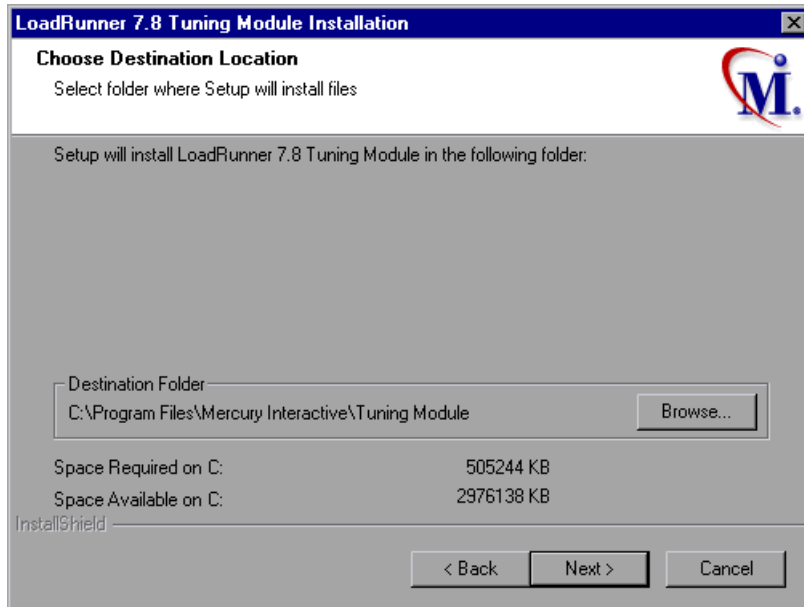 LoadRunner 7.8 Tuning Module Installation
Choose Destination Location
Select folder where Setup will install files
M.
Setup will install LoadRunner 7.8 Tuning Module in the following folder:
Destination Folder
C:\Program Files\Mercury Interactive\Tuning Module
Browse...
Space Required on C: 505244 KB
Space Available on C: 2976138 KB
InstallShield
< Back Next > Cancel